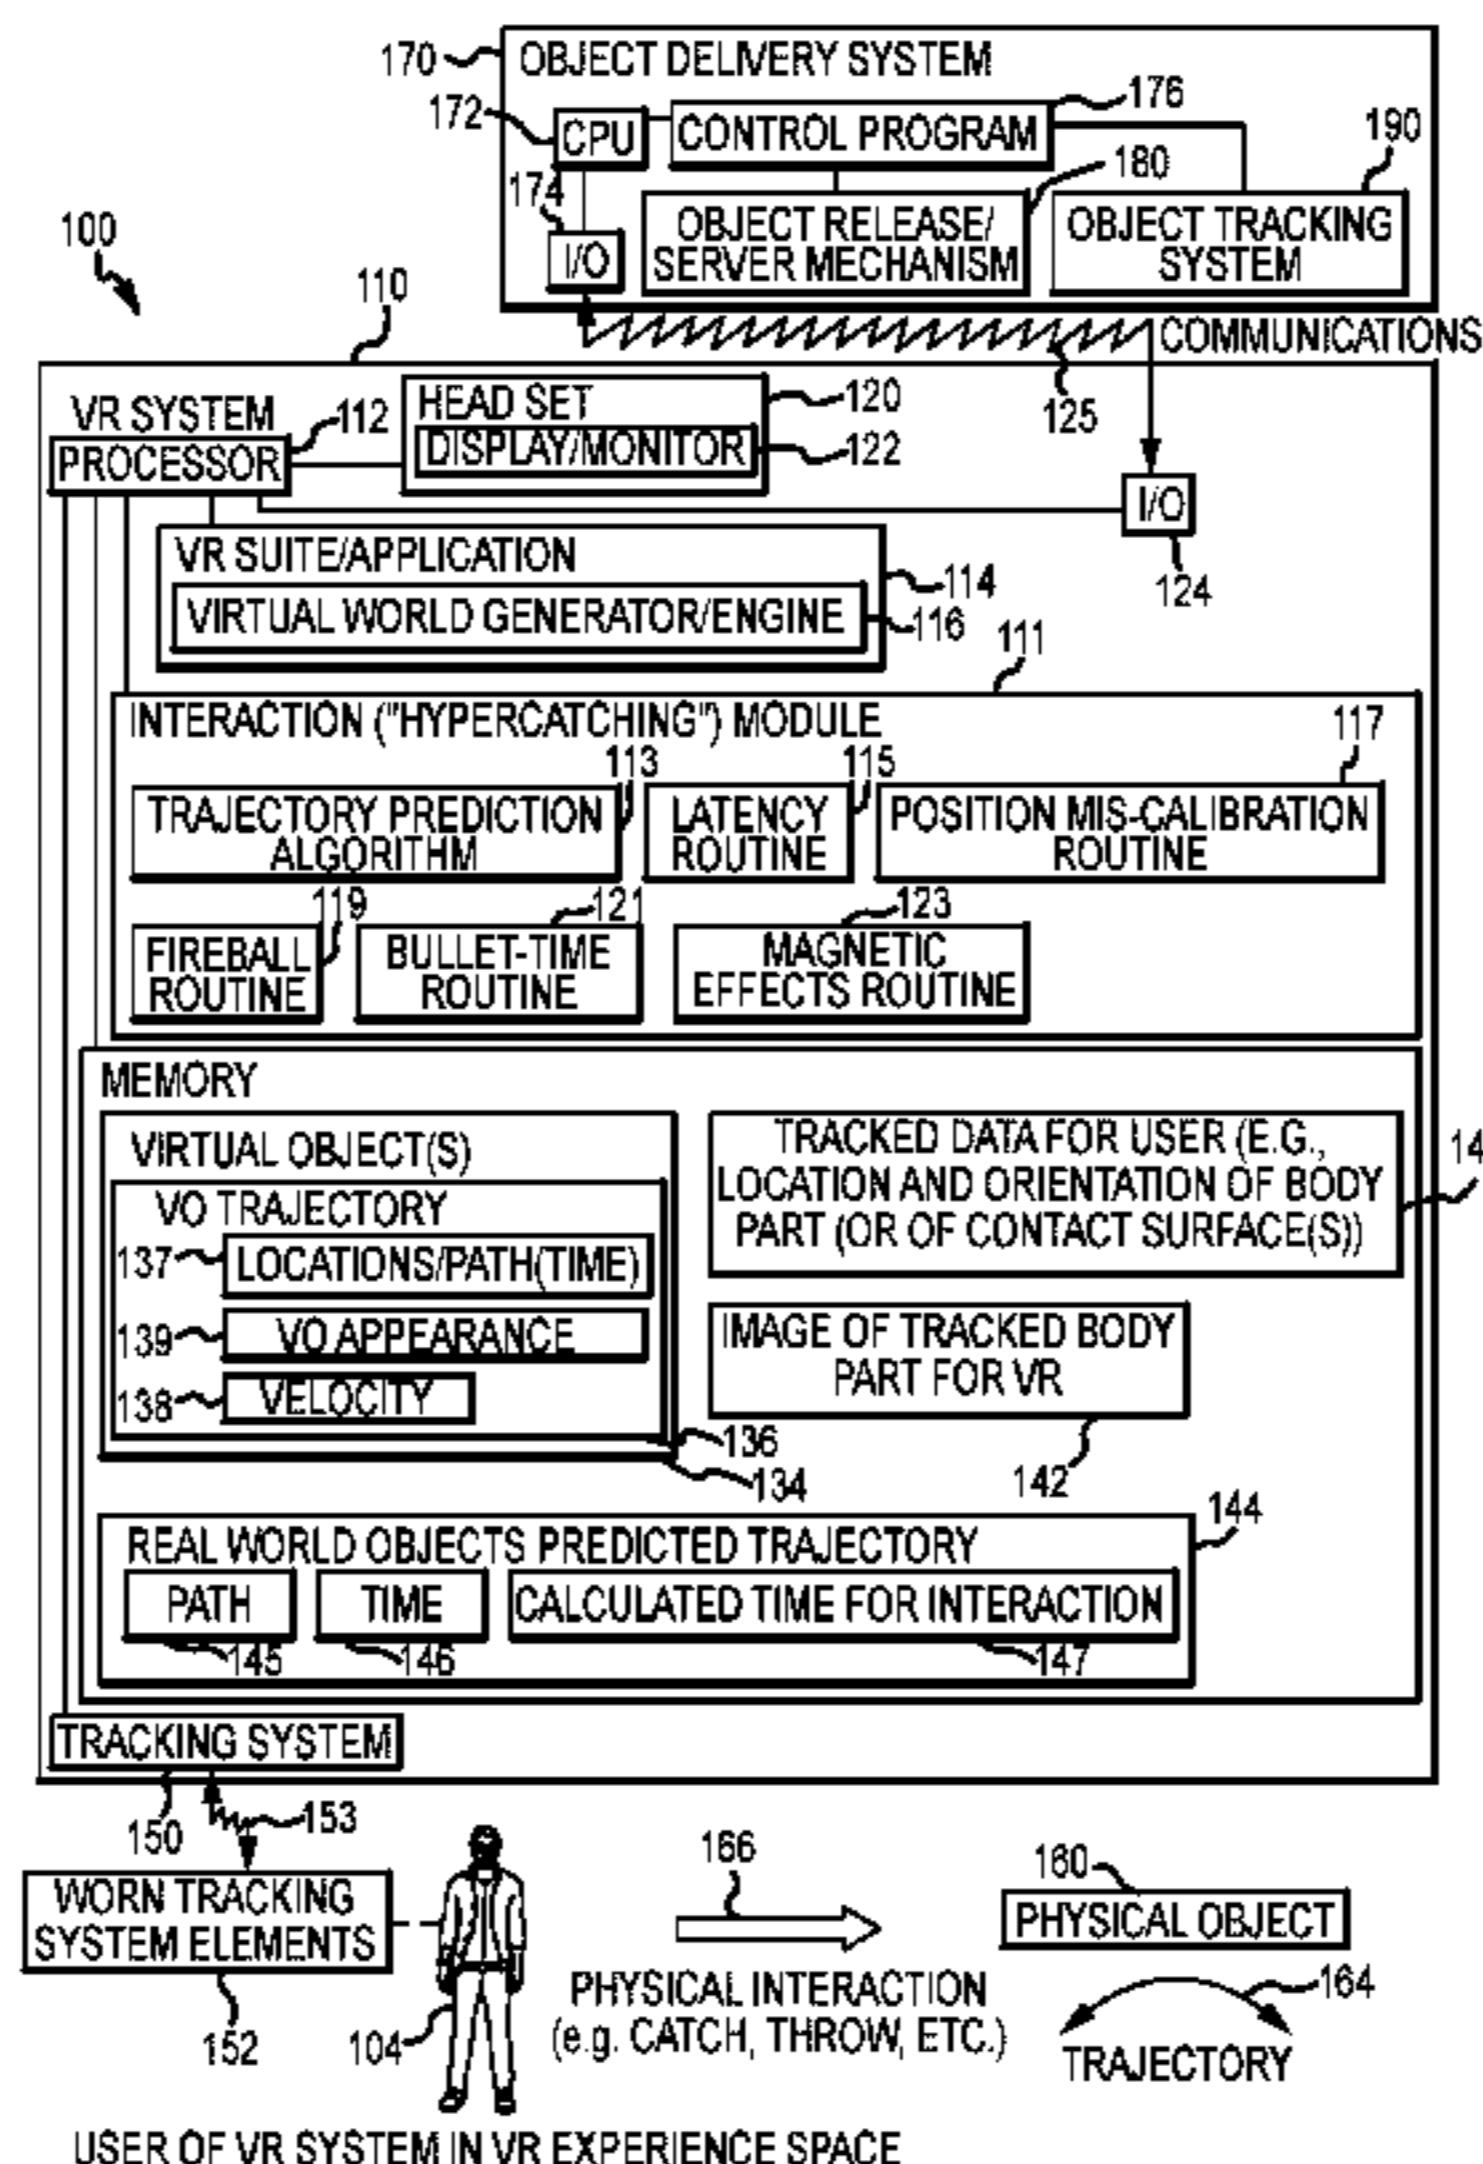 170 OBJECT DELIVERY SYSTEM
172 CPU CONTROL PROGRAM 176
190
180
174
I/O
OBJECT RELEASE/
SERVER MECHANISM
OBJECT TRACKING
SYSTEM
100
110
COMMUNICATIONS
125
VR SYSTEM
PROCESSOR 112
HEAD SET 120
DISPLAY/MONITOR 122
I/O
124
VR SUITE/APPLICATION
114
VIRTUAL WORLD GENERATOR/ENGINE 116
111
INTERACTION ("HYPERCATCHING") MODULE
113 115 117
TRAJECTORY PREDICTION
ALGORITHM
LATENCY
ROUTINE
POSITION MIS-CALIBRATION
ROUTINE
119 121 123
FIREBALL
ROUTINE
BULLET-TIME
ROUTINE
MAGNETIC
EFFECTS ROUTINE
MEMORY
VIRTUAL OBJECT(S)
VO TRAJECTORY
137 LOCATIONS/PATH(TIME)
139 VO APPEARANCE
138 VELOCITY
136
134
TRACKED DATA FOR USER (E.G.,
LOCATION AND ORIENTATION OF BODY
PART (OR OF CONTACT SURFACE(S))
14
IMAGE OF TRACKED BODY
PART FOR VR
142
144
REAL WORLD OBJECTS PREDICTED TRAJECTORY
PATH TIME CALCULATED TIME FOR INTERACTION
145 146 147
TRACKING SYSTEM
150 153
WORN TRACKING
SYSTEM ELEMENTS
152
104
166
PHYSICAL INTERACTION
(e.g. CATCH, THROW, ETC.)
160
PHYSICAL OBJECT
164
TRAJECTORY
USER OF VR SYSTEM IN VR EXPERIENCE SPACE